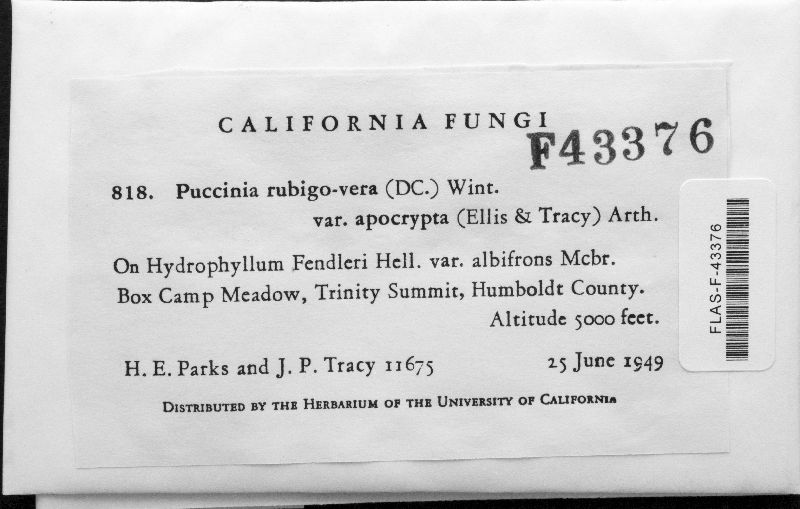 CALIFORNIA FUNGI
F43376
818. Puccinia rubigo-vera (DC.) Wint.
var. apocrypta (Ellis & Tracy) Arth.
On Hydrophyllum Fendleri Hell. var. albifrons Mcbr.
Box Camp Meadow, Trinity Summit, Humboldt County.
Altitude 5000 feet.
H. E. Parks and J. P. Tracy 11675 25 June 1949
DISTRIBUTED BY THE HERBARIUM OF THE UNIVERSITY OF CALIFORNIA
FLAS-F-43376